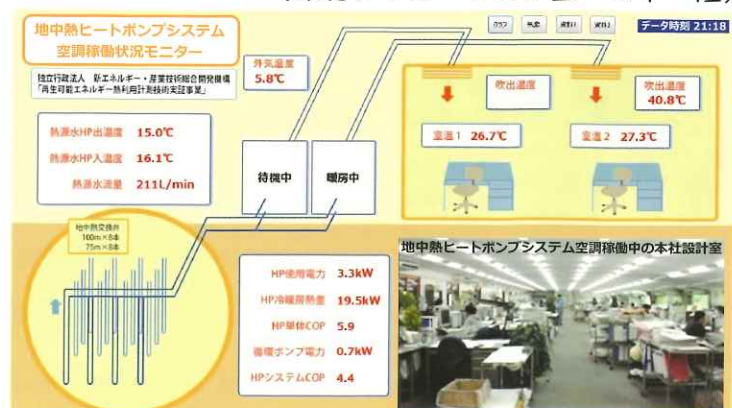 地中熱ヒートポンプシステム
空調稼働状況モニター
独立行政法人　新エネルギー・産業技術総合開発機構
「再生可能エネルギー熱利用計測技術実証事業」
グラフ
データ時刻 21:18
外気温度
5.8℃
吹出温度
吹出温度
40.8℃
熱源水HP出温度 15.0℃
熱源水HP入温度 16.1℃
熱源水流量 211L/min
室温1 26.7℃
室温2 27.3℃
待機中
暖房中
地中熱交換井
100m×8本
75m×8本
HP使用電力 3.3kW
HP冷暖房熱量 19.5kW
HP単体COP 5.9
循環ポンプ電力 0.7kW
HPシステムCOP 4.4
地中熱ヒートポンプシステム空調稼働中の本社設計室